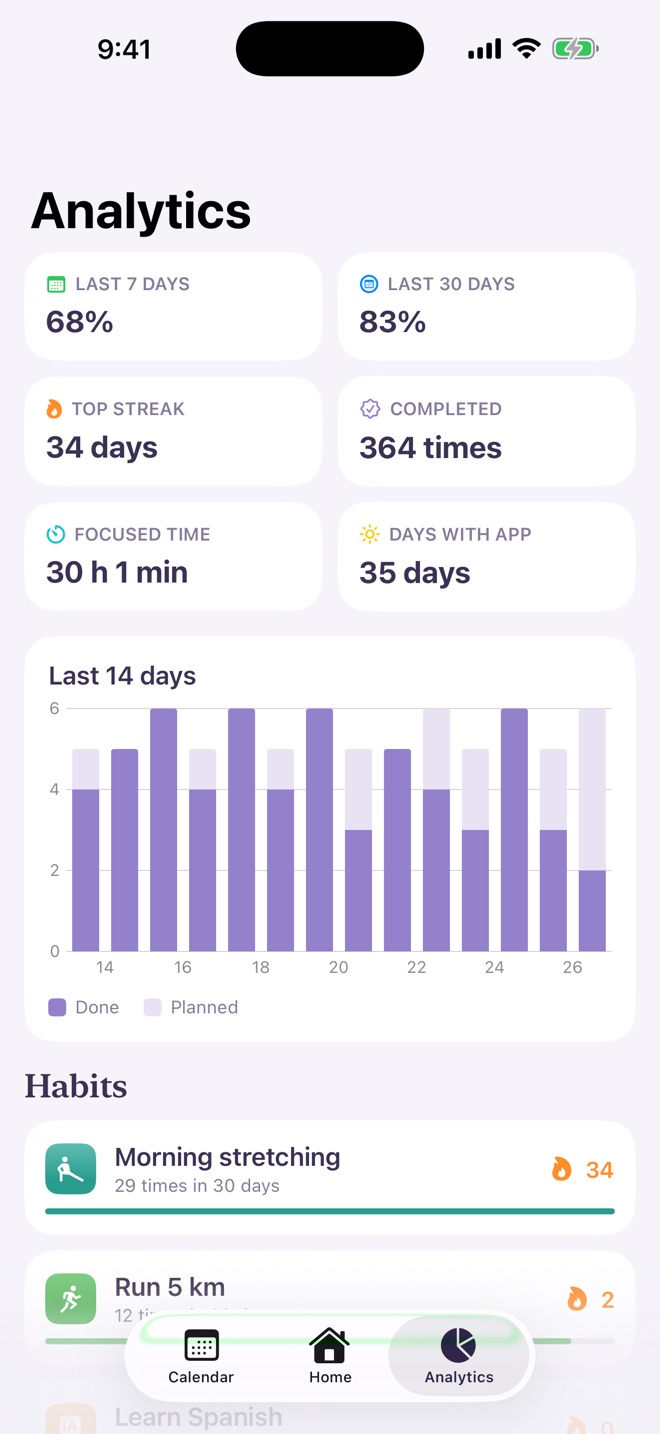 9:41
Analytics
LAST 7 DAYS
68%
LAST 30 DAYS
83%
TOP STREAK
34 days
COMPLETED
364 times
FOCUSED TIME
30 h 1 min
DAYS WITH APP
35 days
Last 14 days
6
4
2
0
14 16 18 20 22 24 26
Done Planned
Habits
Morning stretching
29 times in 30 days
34
Run 5 km
12
2
Calendar Home Analytics
Learn Spanish
0